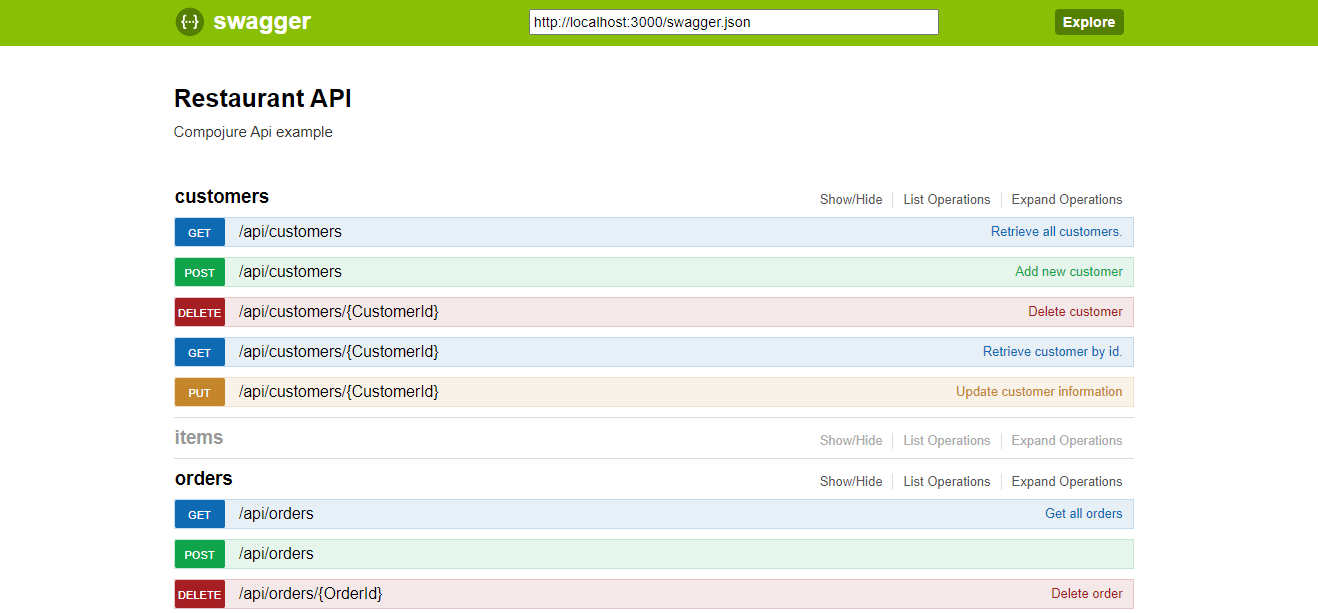 {··} swagger http://localhost:3000/swagger.json Explore
Restaurant API
Compojure Api example
customers Show/Hide List Operations Expand Operations
GET /api/customers Retrieve all customers.
POST /api/customers Add new customer
DELETE /api/customers/{CustomerId} Delete customer
GET /api/customers/{CustomerId} Retrieve customer by id.
PUT /api/customers/{CustomerId} Update customer information
items Show/Hide List Operations Expand Operations
orders Show/Hide List Operations Expand Operations
GET /api/orders Get all orders
POST /api/orders
DELETE /api/orders/{OrderId} Delete order